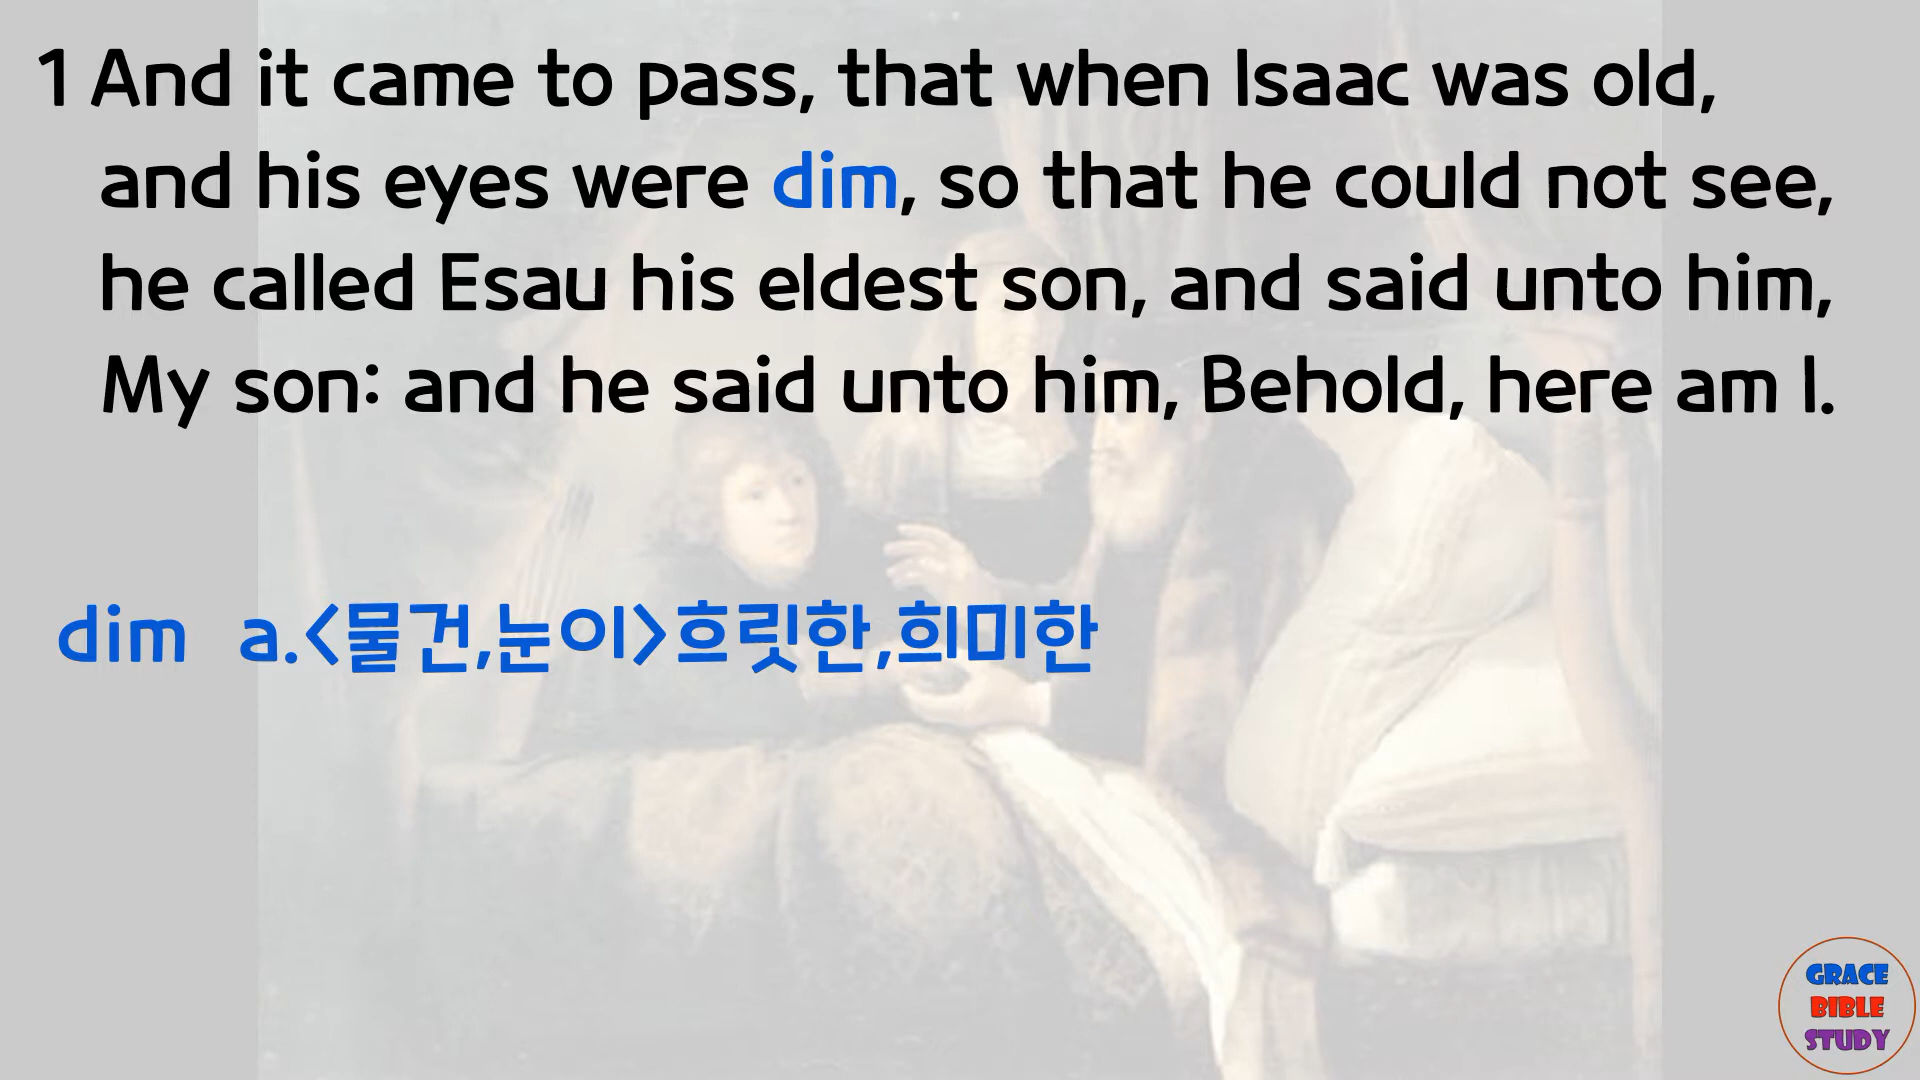 1 And it came to pass, that when Isaac was old,
and his eyes were dim, so that he could not see,
he called Esau his eldest son, and said unto him,
My son: and he said unto him, Behold, here am I.
dim a.<물건,눈이>흐릿한,희미한
GRACE
BIBLE
STUDY